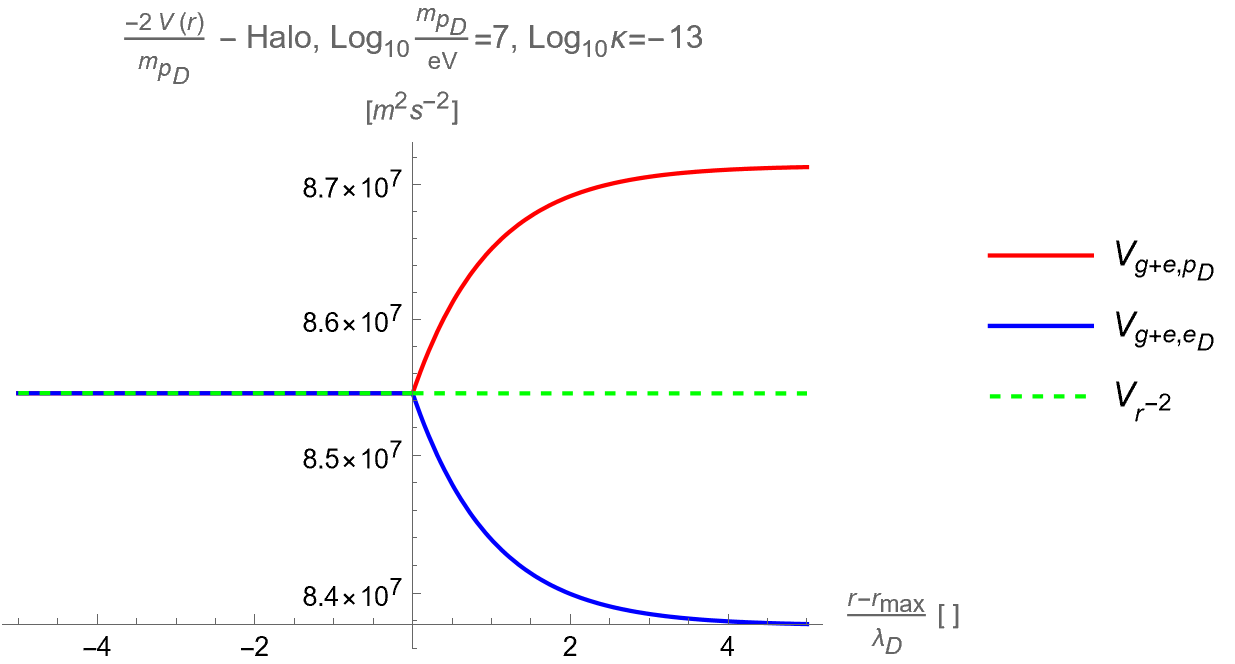 −2 V (r)/m_{p_D} − Halo, Log₁₀ m_{p_D}/eV =7, Log₁₀κ=−13
[m²s⁻²]
8.7×10⁷
8.6×10⁷
8.5×10⁷
8.4×10⁷
−4 −2 2 4
r−r_max/λ_D [ ]
V_{g+e,p_D}
V_{g+e,e_D}
V_{r^{−2}}